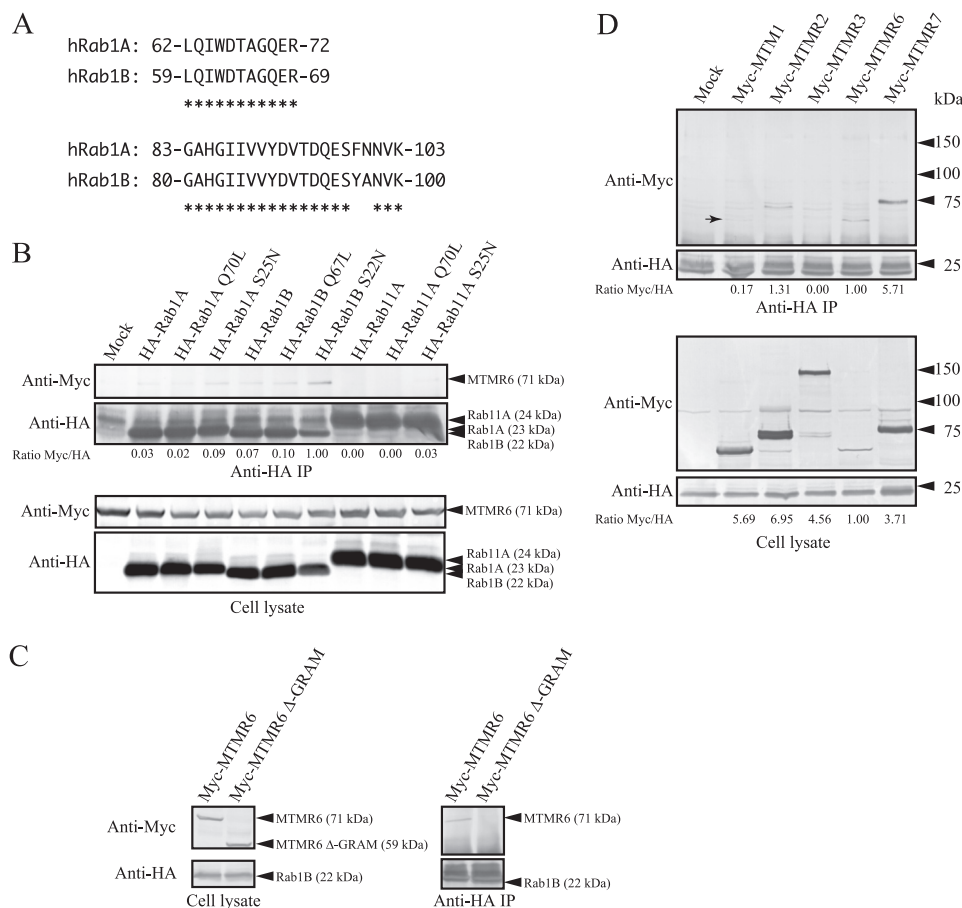 A
hRab1A: 62-LQIWDTAGQER-72
hRab1B: 59-LQIWDTAGQER-69
***********
hRab1A: 83-GAHGIIVVYDVTDQESFNNVK-103
hRab1B: 80-GAHGIIVVYDVTDQESYANVK-100
**************** ***
B
Mock
HA-Rab1A
HA-Rab1A Q70L
HA-Rab1A S25N
HA-Rab1B
HA-Rab1B Q67L
HA-Rab1B S22N
HA-Rab11A
HA-Rab11A Q70L
HA-Rab11A S25N
Anti-Myc
MTMR6 (71 kDa)
Anti-HA
Rab11A (24 kDa)
Rab1A (23 kDa)
Rab1B (22 kDa)
Ratio Myc/HA 0.03 0.02 0.09 0.07 0.10 1.00 0.00 0.00 0.03
Anti-HA IP
Anti-Myc
MTMR6 (71 kDa)
Anti-HA
Rab11A (24 kDa)
Rab1A (23 kDa)
Rab1B (22 kDa)
Cell lysate
C
Myc-MTMR6
Myc-MTMR6 Δ-GRAM
Anti-Myc
MTMR6 (71 kDa)
MTMR6 Δ-GRAM (59 kDa)
Anti-HA
Rab1B (22 kDa)
Cell lysate
Myc-MTMR6
Myc-MTMR6 Δ-GRAM
MTMR6 (71 kDa)
Rab1B (22 kDa)
Anti-HA IP
D
Mock
Myc-MTM1
Myc-MTMR2
Myc-MTMR3
Myc-MTMR6
Myc-MTMR7
kDa
Anti-Myc
150
100
75
Anti-HA
25
Ratio Myc/HA 0.17 1.31 0.00 1.00 5.71
Anti-HA IP
Anti-Myc
150
100
75
Anti-HA
25
Ratio Myc/HA 5.69 6.95 4.56 1.00 3.71
Cell lysate